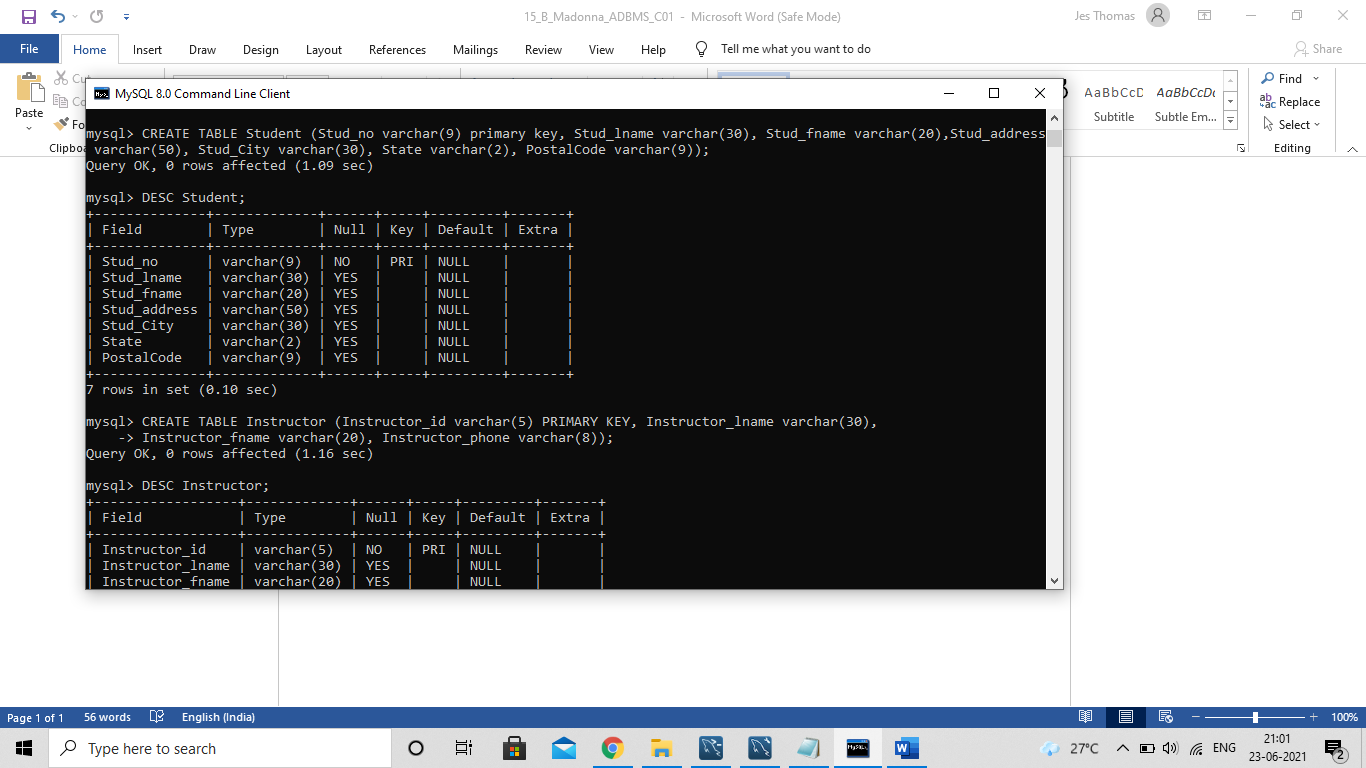 15_B_Madonna_ADBMS_C01 - Microsoft Word (Safe Mode)
Jes Thomas
File Home Insert Draw Design Layout References Mailings Review View Help Tell me what you want to do
Share
Paste
Clipbo
AaBbCcD AaBbCcDc
Subtitle Subtle Em...
Find
Replace
Select
Editing
MySQL 8.0 Command Line Client
mysql> CREATE TABLE Student (Stud_no varchar(9) primary key, Stud_lname varchar(30), Stud_fname varchar(20),Stud_address
varchar(50), Stud_City varchar(30), State varchar(2), PostalCode varchar(9));
Query OK, 0 rows affected (1.09 sec)
mysql> DESC Student;
+--------------+-------------+------+-----+---------+-------+
| Field | Type | Null | Key | Default | Extra |
+--------------+-------------+------+-----+---------+-------+
| Stud_no | varchar(9) | NO | PRI | NULL | |
| Stud_lname | varchar(30) | YES | | NULL | |
| Stud_fname | varchar(20) | YES | | NULL | |
| Stud_address | varchar(50) | YES | | NULL | |
| Stud_City | varchar(30) | YES | | NULL | |
| State | varchar(2) | YES | | NULL | |
| PostalCode | varchar(9) | YES | | NULL | |
+--------------+-------------+------+-----+---------+-------+
7 rows in set (0.10 sec)
mysql> CREATE TABLE Instructor (Instructor_id varchar(5) PRIMARY KEY, Instructor_lname varchar(30),
-> Instructor_fname varchar(20), Instructor_phone varchar(8));
Query OK, 0 rows affected (1.16 sec)
mysql> DESC Instructor;
+------------------+-------------+------+-----+---------+-------+
| Field | Type | Null | Key | Default | Extra |
+------------------+-------------+------+-----+---------+-------+
| Instructor_id | varchar(5) | NO | PRI | NULL | |
| Instructor_lname | varchar(30) | YES | | NULL | |
| Instructor_fname | varchar(20) | YES | | NULL | |
Page 1 of 1 56 words English (India) 100%
Type here to search
27°C ENG 21:01
23-06-2021
2